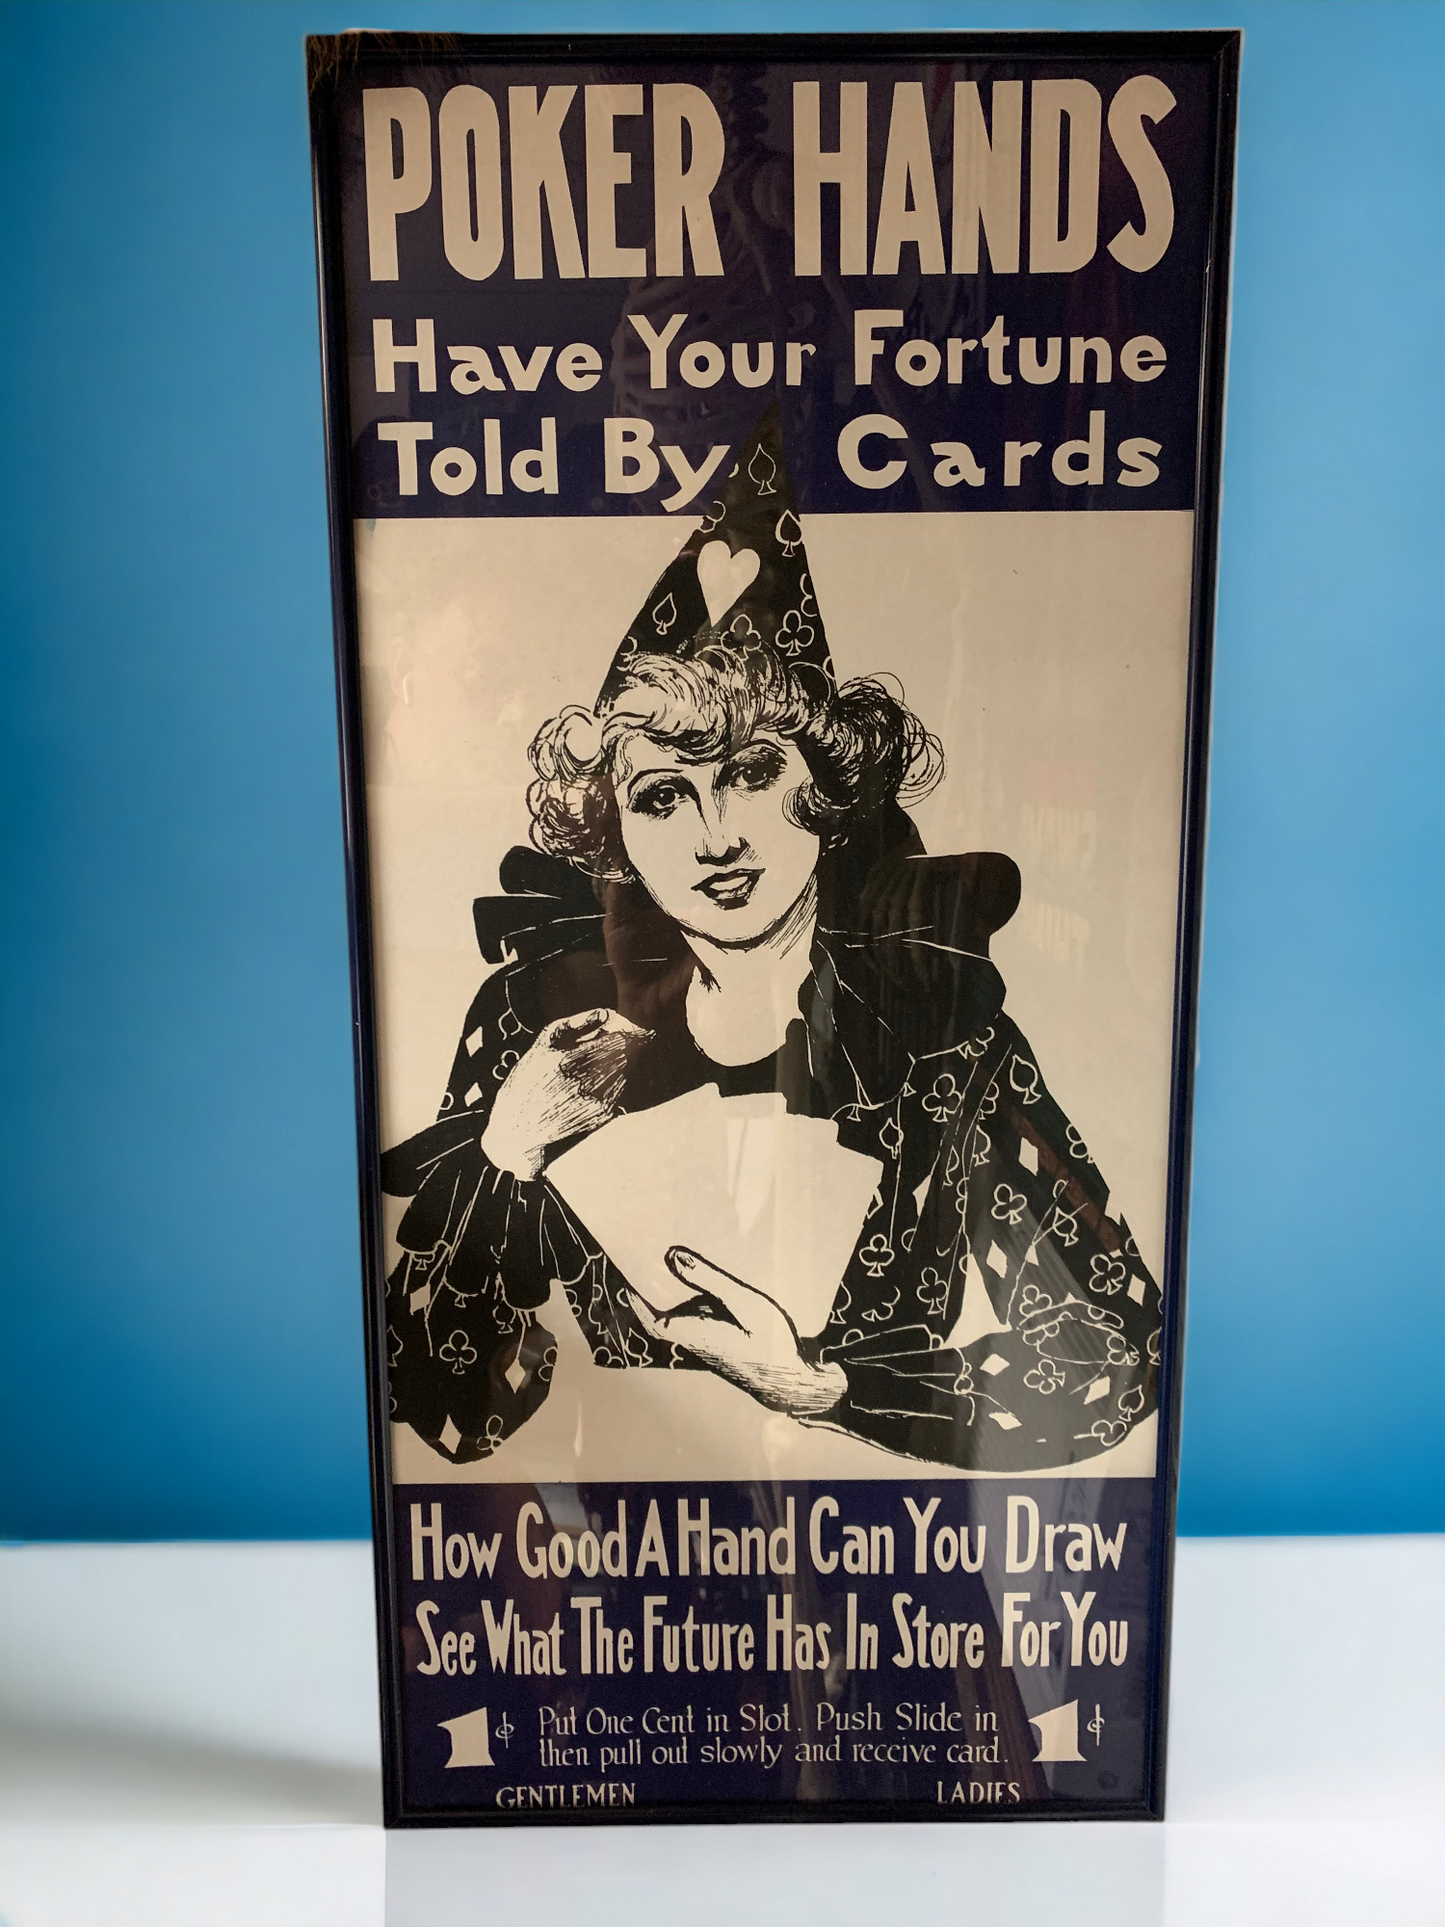 POKER HANDS
Have Your Fortune
Told By Cards
How Good A Hand Can You Draw
See What The Future Has In Store For You
1¢ Put One Cent in Slot. Push Slide in 1¢
then pull out slowly and receive card.
GENTLEMEN LADIES